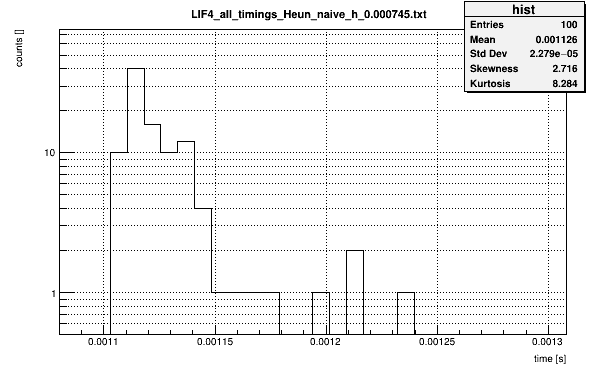 LIF4_all_timings_Heun_naive_h_0.000745.txt
hist
Entries 100
Mean 0.001126
Std Dev 2.279e−05
Skewness 2.716
Kurtosis 8.284
counts []
10
1
0.0011 0.00115 0.0012 0.00125 0.0013
time [s]